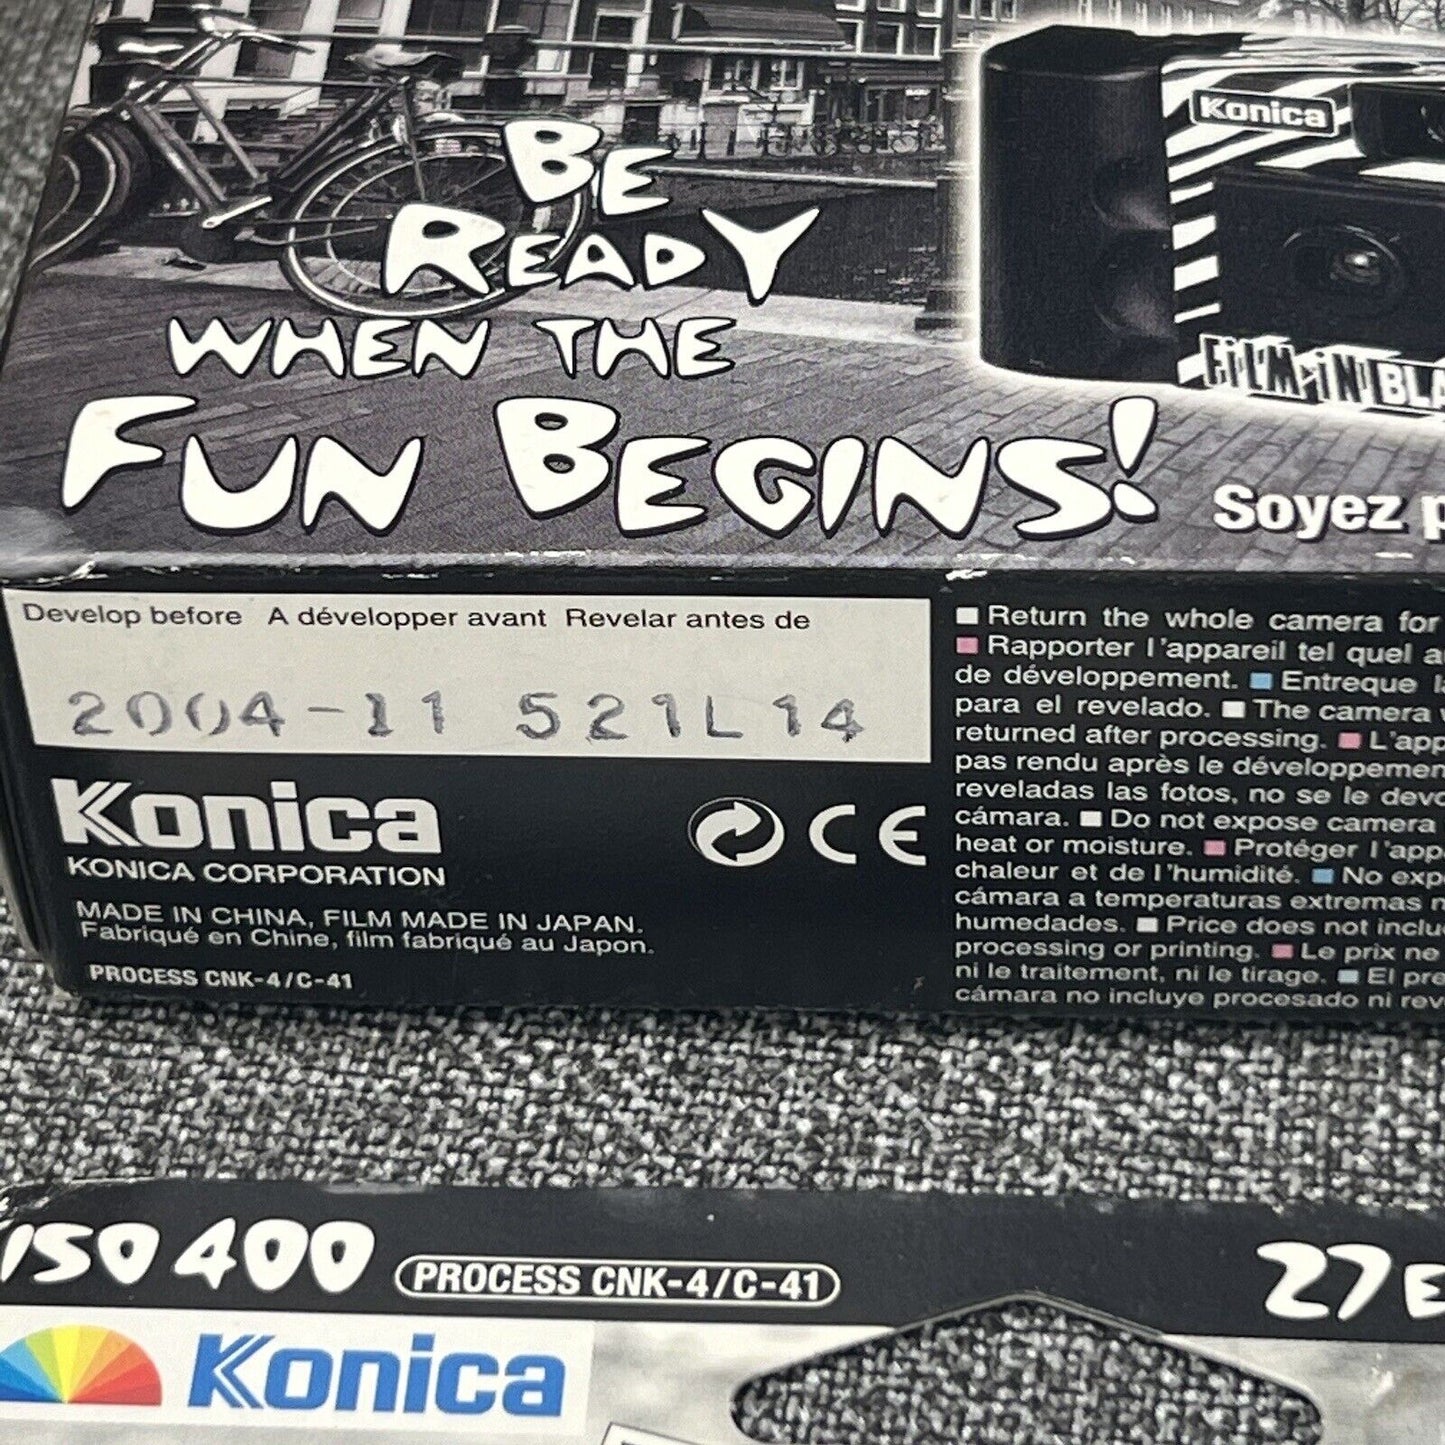 Konica
FiLM-iN BLA
BE
READY
WHEN THE
FUN BEGINS!
Soyez p
Develop before A développer avant Revelar antes de
2004-11 521L14
Konica
KONICA CORPORATION
CE
MADE IN CHINA, FILM MADE IN JAPAN.
Fabriqué en Chine, film fabriqué au Japon.
PROCESS CNK-4/C-41
Return the whole camera for
Rapporter l'appareil tel quel a
de développement. Entreque l
para el revelado. The camera
returned after processing. L'app
pas rendu après le développemen
reveladas las fotos, no se le devo
cámara. Do not expose camera
heat or moisture. Protéger l'app
chaleur et de l'humidité. No exp
cámara a temperaturas extremas
humedades. Price does not inclu
processing or printing. Le prix ne
ni le traitement, ni le tirage. El pre
cámara no incluye procesado ni rev
ISO 400 PROCESS CNK-4/C-41 27 E
Konica